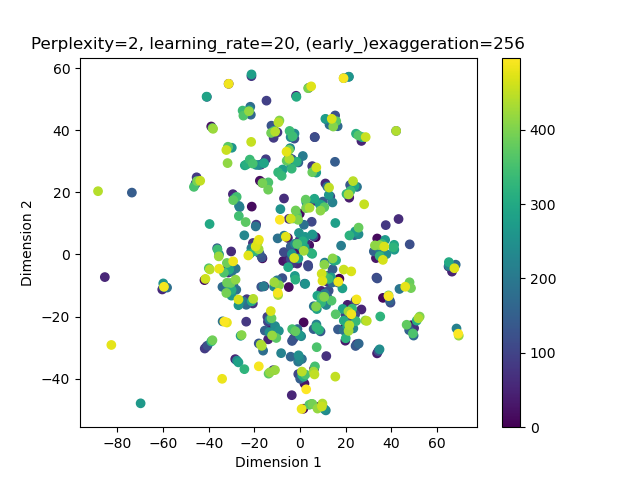 Perplexity=2, learning_rate=20, (early_)exaggeration=256
60
40
20
0
−20
−40
Dimension 2
−80 −60 −40 −20 0 20 40 60
Dimension 1
400
300
200
100
0